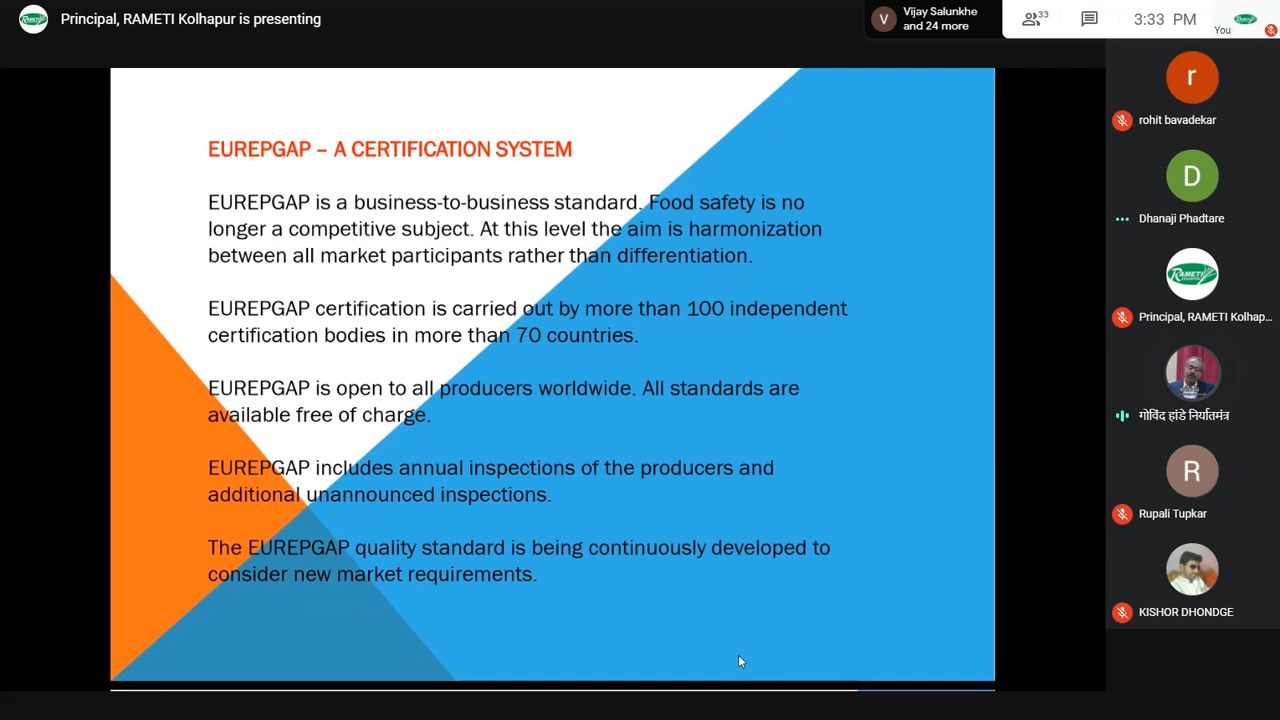 Principal, RAMETI Kolhapur is presenting
V
Vijay Salunkhe
and 24 more
33
3:33 PM
You
EUREPGAP – A CERTIFICATION SYSTEM
EUREPGAP is a business-to-business standard. Food safety is no
longer a competitive subject. At this level the aim is harmonization
between all market participants rather than differentiation.
EUREPGAP certification is carried out by more than 100 independent
certification bodies in more than 70 countries.
EUREPGAP is open to all producers worldwide. All standards are
available free of charge.
EUREPGAP includes annual inspections of the producers and
additional unannounced inspections.
The EUREPGAP quality standard is being continuously developed to
consider new market requirements.
r
rohit bavadekar
D
Dhanaji Phadtare
RAMETI
Principal, RAMETI Kolhap...
गोविंद हांडे निर्यातमंत्र
R
Rupali Tupkar
KISHOR DHONDGE